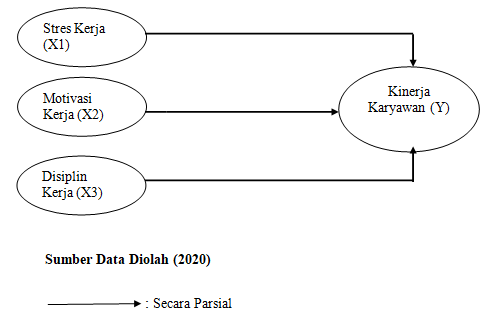 Stres Kerja
(X1)
Motivasi
Kerja (X2)
Kinerja
Karyawan (Y)
Disiplin
Kerja (X3)
Sumber Data Diolah (2020)
: Secara Parsial